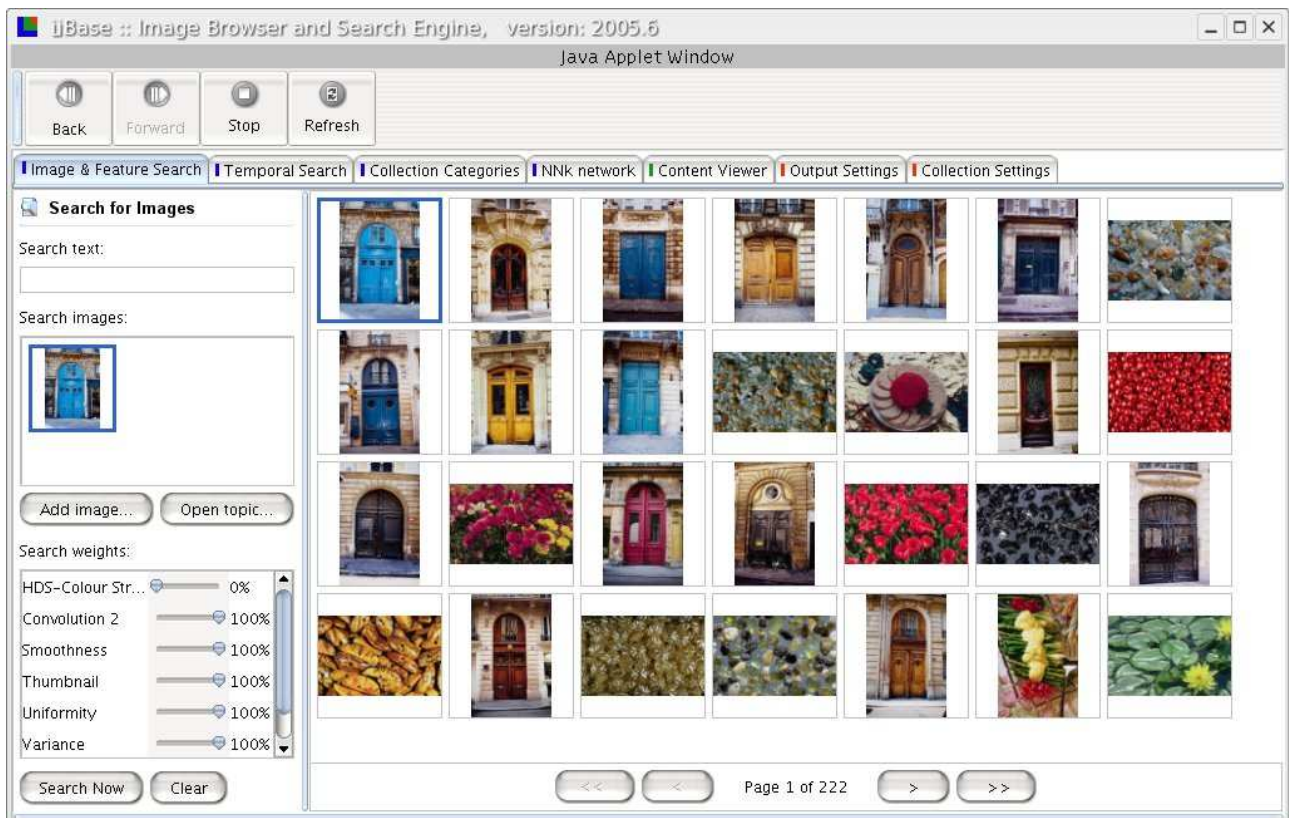 iJBase :: Image Browser and Search Engine, version: 2005.6
Java Applet Window
Back Forward Stop Refresh
Image & Feature Search Temporal Search Collection Categories NNk network Content Viewer Output Settings Collection Settings
Search for Images
Search text:
Search images:
Add image... Open topic...
Search weights:
HDS-Colour Str... 0%
Convolution 2 100%
Smoothness 100%
Thumbnail 100%
Uniformity 100%
Variance 100%
Search Now Clear
<< < Page 1 of 222 > >>